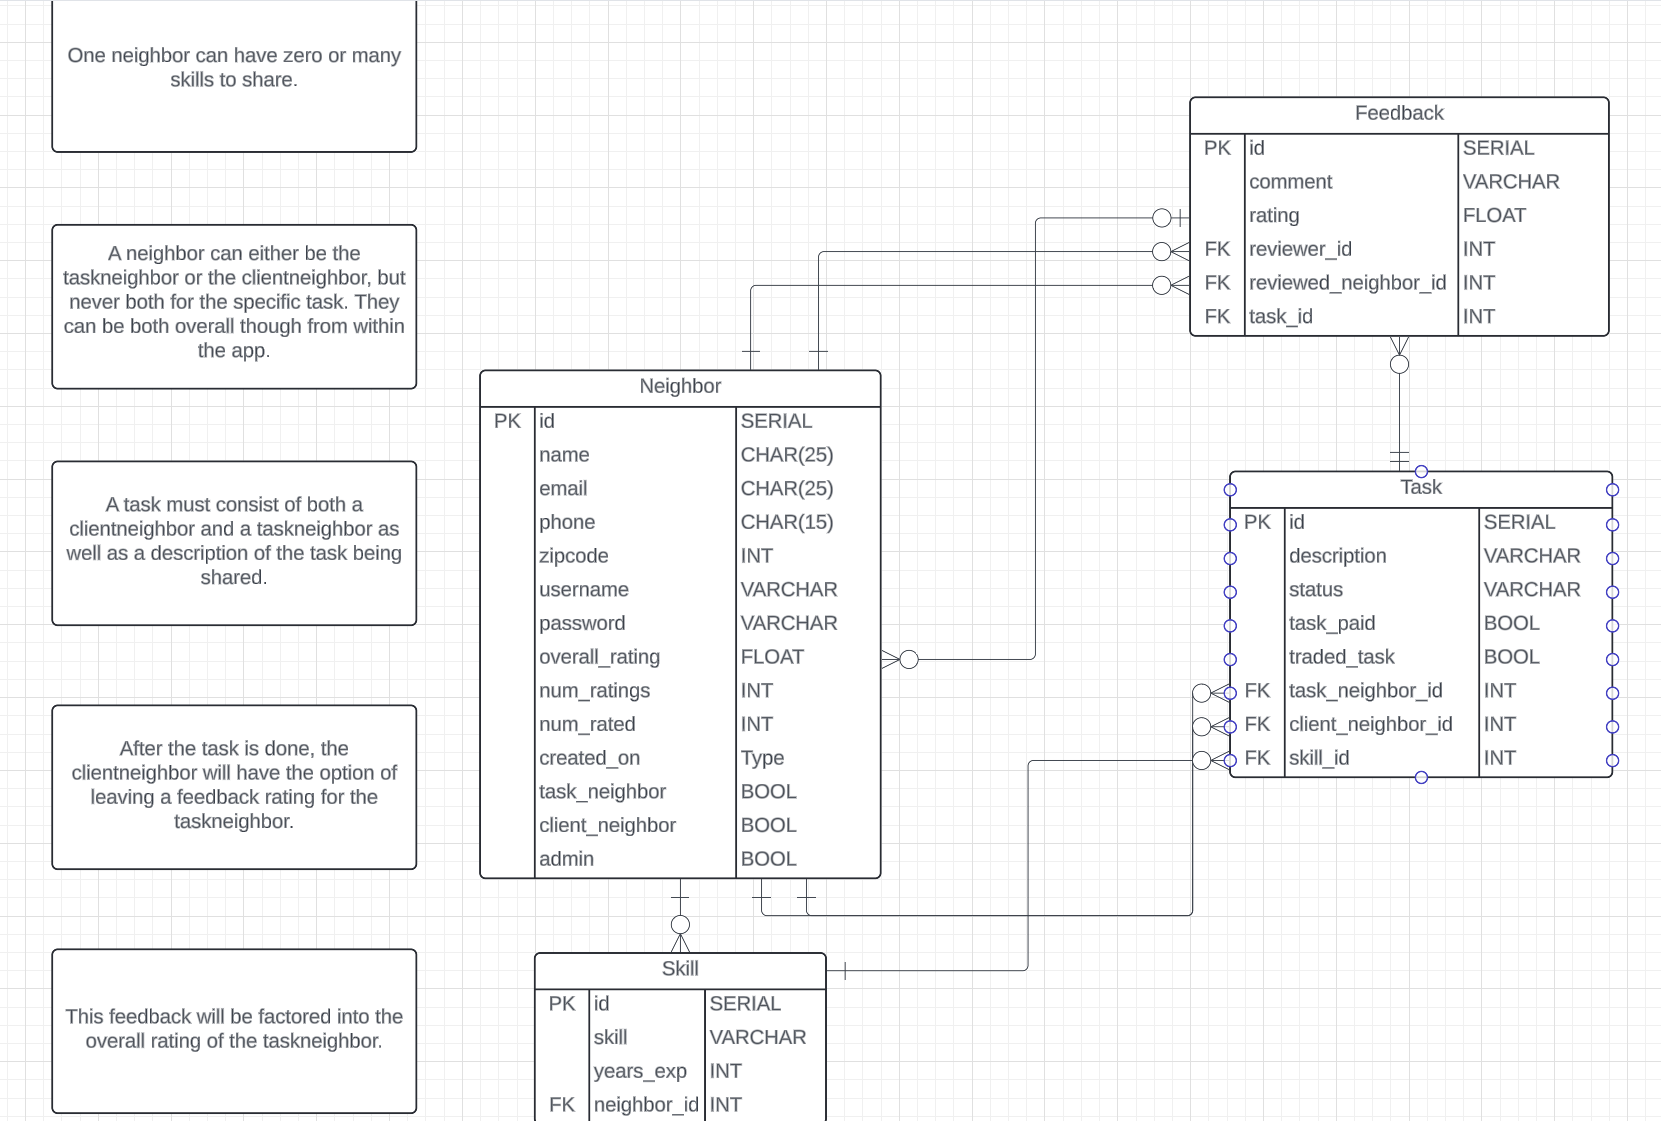 One neighbor can have zero or many
skills to share.
A neighbor can either be the
taskneighbor or the clientneighbor, but
never both for the specific task. They
can be both overall though from within
the app.
A task must consist of both a
clientneighbor and a taskneighbor as
well as a description of the task being
shared.
After the task is done, the
clientneighbor will have the option of
leaving a feedback rating for the
taskneighbor.
This feedback will be factored into the
overall rating of the taskneighbor.
Neighbor
PK id SERIAL
name CHAR(25)
email CHAR(25)
phone CHAR(15)
zipcode INT
username VARCHAR
password VARCHAR
overall_rating FLOAT
num_ratings INT
num_rated INT
created_on Type
task_neighbor BOOL
client_neighbor BOOL
admin BOOL
Skill
PK id SERIAL
skill VARCHAR
years_exp INT
FK neighbor_id INT
Feedback
PK id SERIAL
comment VARCHAR
rating FLOAT
FK reviewer_id INT
FK reviewed_neighbor_id INT
FK task_id INT
Task
PK id SERIAL
description VARCHAR
status VARCHAR
task_paid BOOL
traded_task BOOL
FK task_neighbor_id INT
FK client_neighbor_id INT
FK skill_id INT